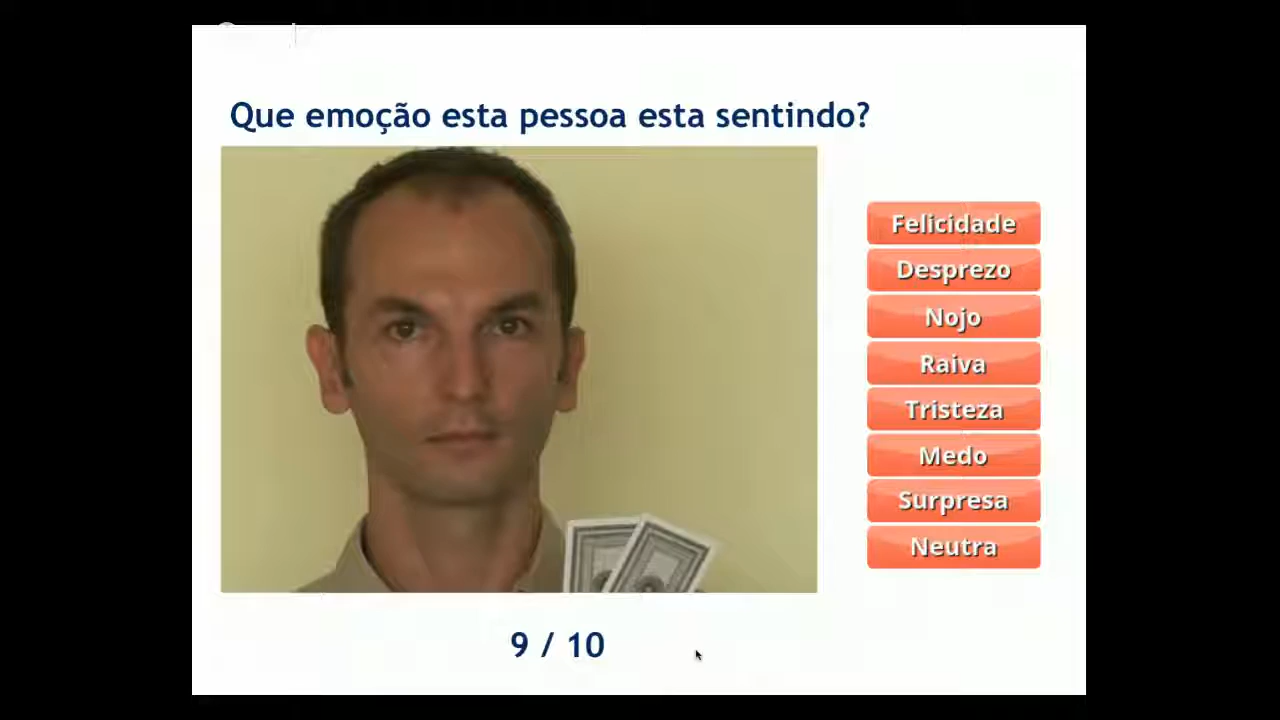 Que emoção esta pessoa esta sentindo?
Felicidade
Desprezo
Nojo
Raiva
Tristeza
Medo
Surpresa
Neutra
9 / 10